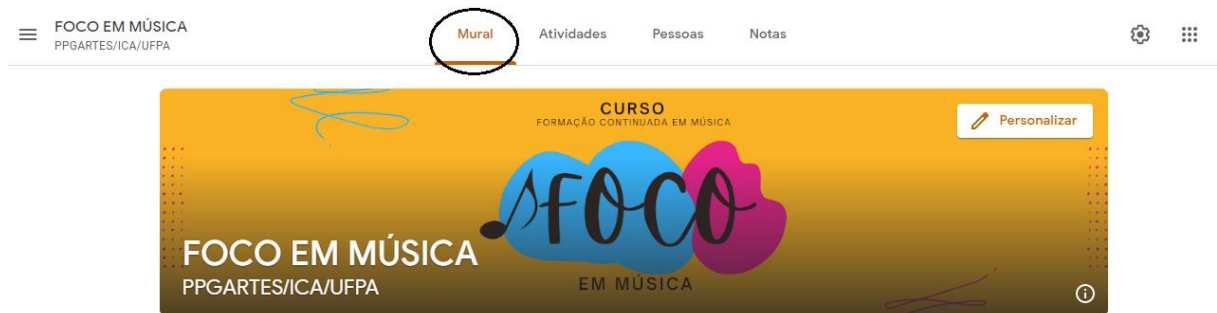 FOCO EM MÚSICA
PPGARTES/ICA/UFPA
Mural Atividades Pessoas Notas
CURSO
FORMAÇÃO CONTINUADA EM MÚSICA
Personalizar
FOCO
EM MÚSICA
FOCO EM MÚSICA
PPGARTES/ICA/UFPA